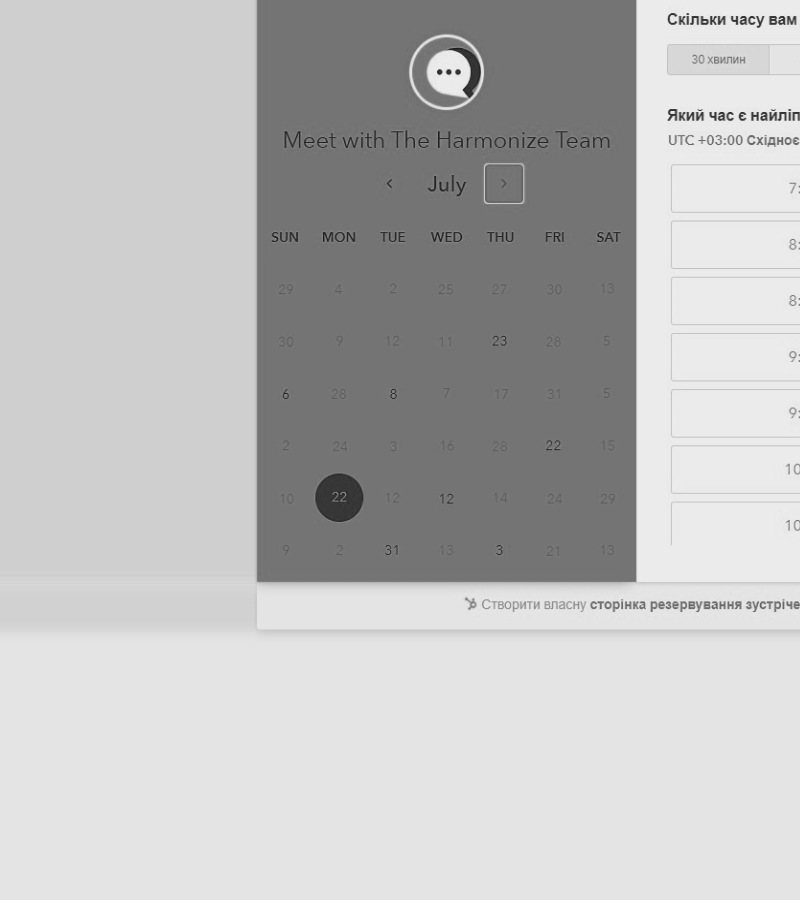 Meet with The Harmonize Team
July
SUN MON TUE WED THU FRI SAT
29 4 2 25 27 30 13
30 9 12 11 23 28 5
6 28 8 7 17 31 5
2 24 3 16 28 22 15
10 22 12 12 14 24 29
9 2 31 13 3 21 13
Скільки часу вам
30 хвилин
Який час є найліп
UTC +03:00 Східноє
7:
8:
8:
9:
9:
10
10
Створити власну сторінка резервування зустріче